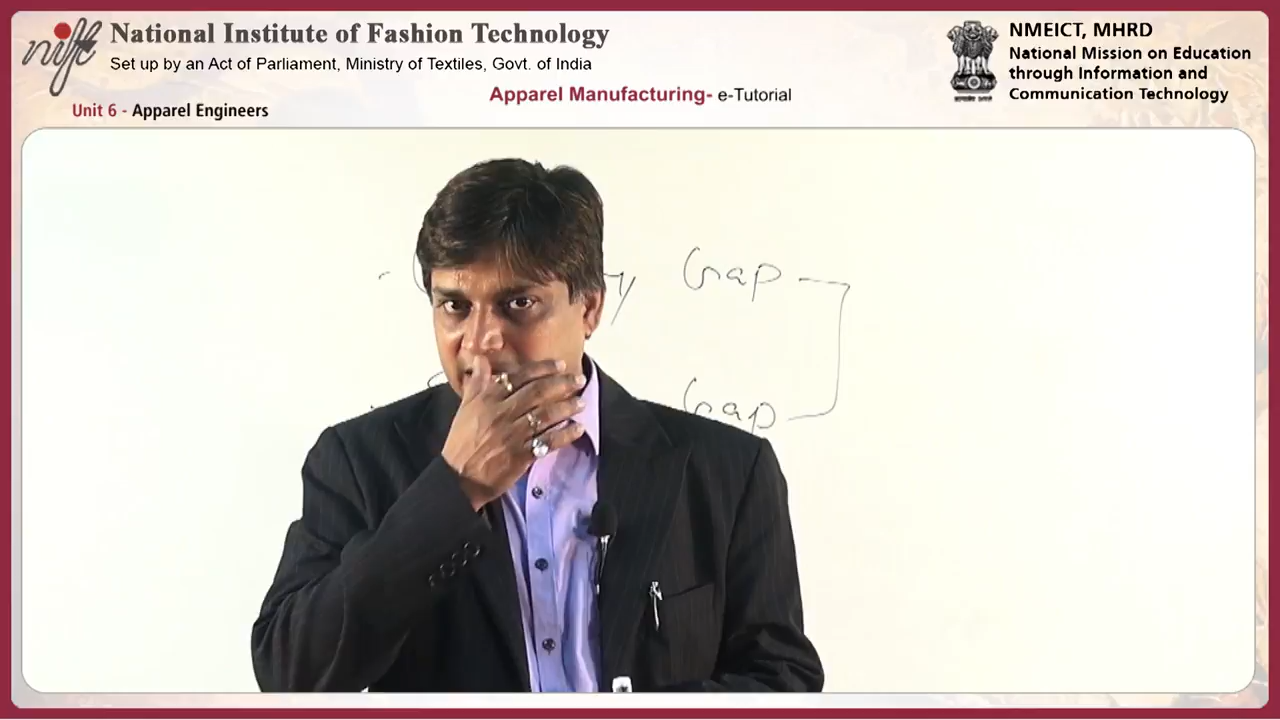 nift
National Institute of Fashion Technology
Set up by an Act of Parliament, Ministry of Textiles, Govt. of India
Apparel Manufacturing- e-Tutorial
Unit 6 - Apparel Engineers
NMEICT, MHRD
National Mission on Education
through Information and
Communication Technology
Gap
Gap